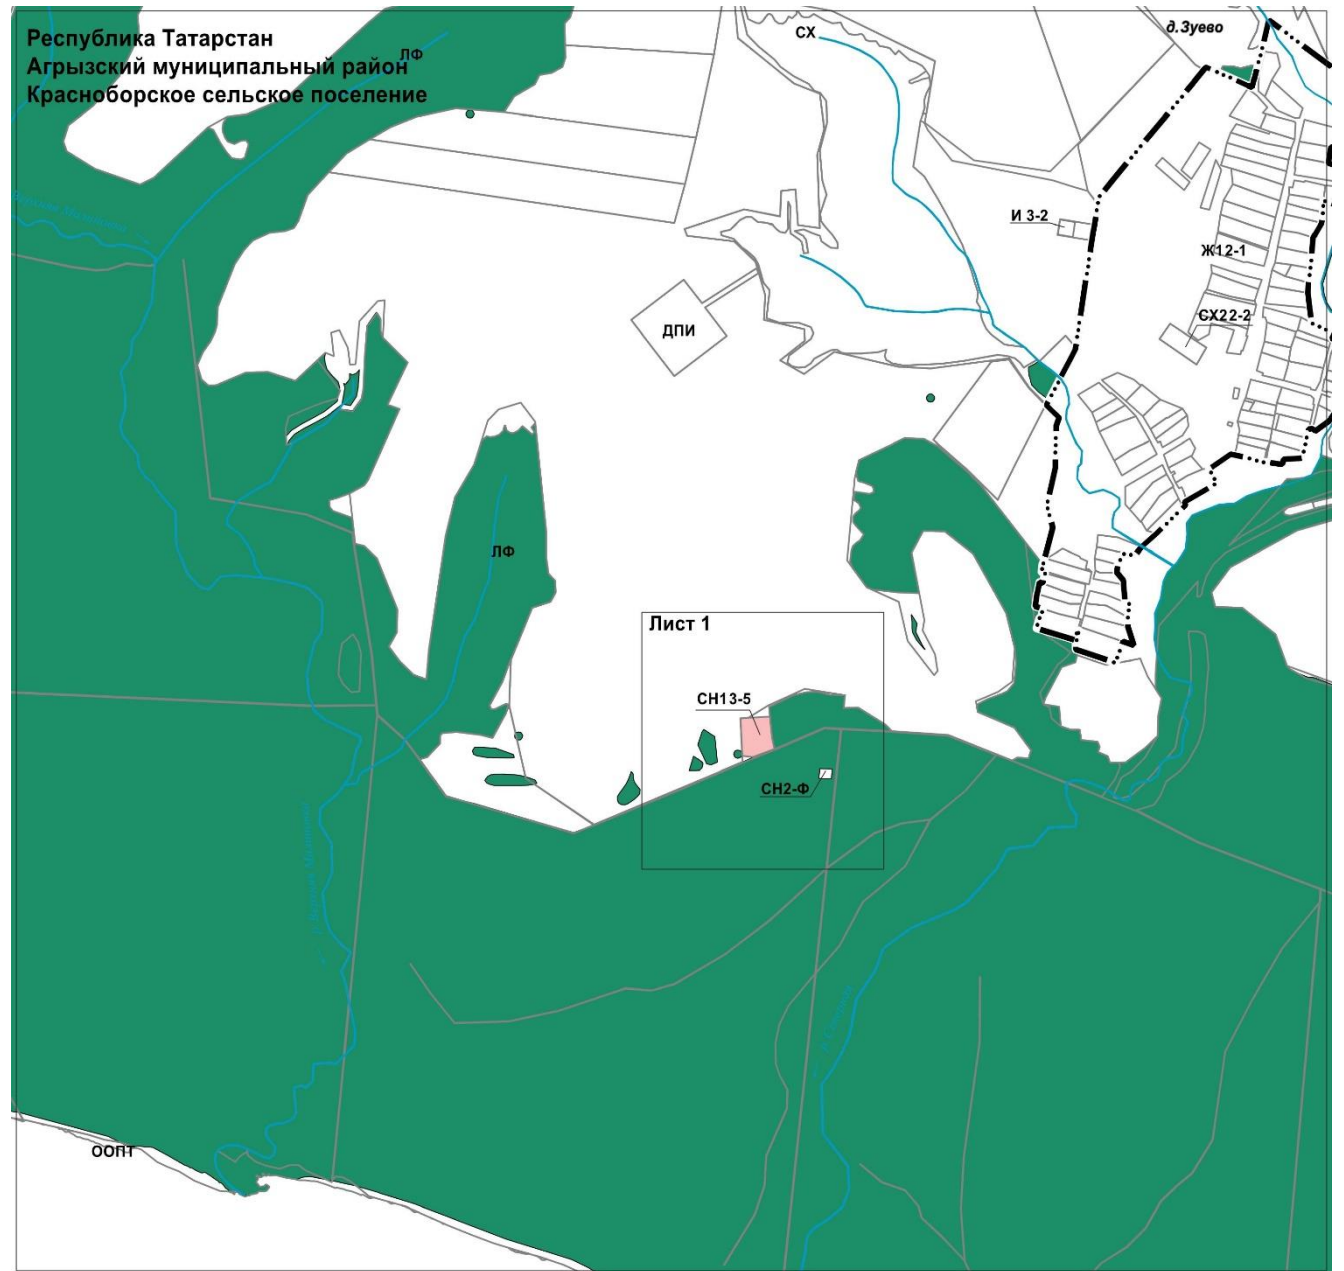 Республика Татарстан
Агрызский муниципальный район
Красноборское сельское поселение
ЛФ
СХ
д.Зуево
И 3-2
Ж12-1
СХ22-2
ДПИ
ЛФ
Лист 1
СН13-5
СН2-Ф
ООПТ